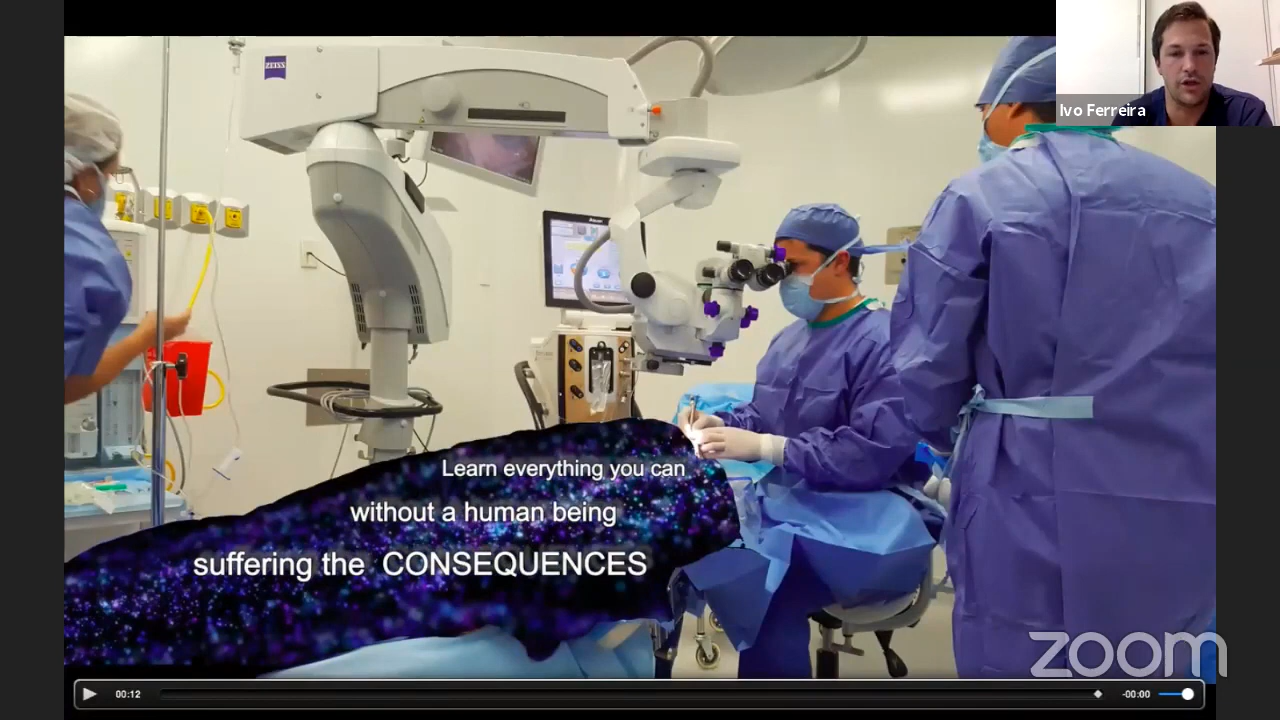 ZEISS
Ivo Ferreira
Learn everything you can
without a human being
suffering the CONSEQUENCES
zoom
00:12
-00:00